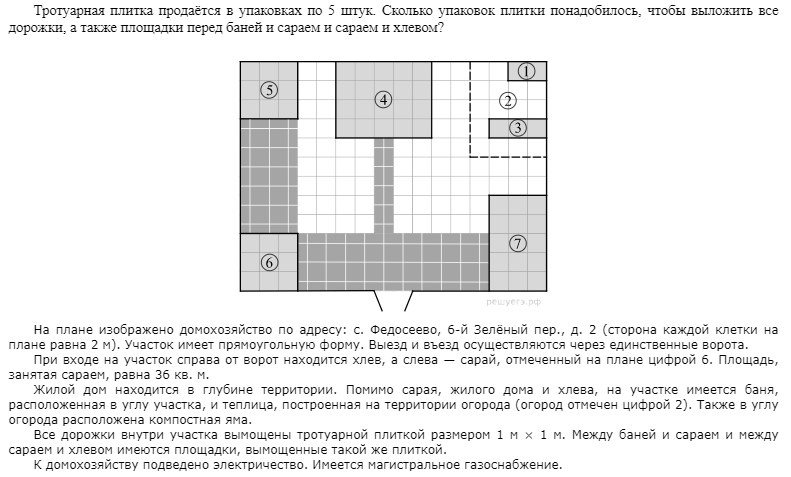 Тротуарная плитка продаётся в упаковках по 5 штук. Сколько упаковок плитки понадобилось, чтобы выложить все
дорожки, а также площадки перед баней и сараем и сараем и хлевом?
1
5
4
2
3
6
7
решуегэ.рф
На плане изображено домохозяйство по адресу: с. Федосеево, 6-й Зелёный пер., д. 2 (сторона каждой клетки на
плане равна 2 м). Участок имеет прямоугольную форму. Выезд и въезд осуществляются через единственные ворота.
При входе на участок справа от ворот находится хлев, а слева — сарай, отмеченный на плане цифрой 6. Площадь,
занятая сараем, равна 36 кв. м.
Жилой дом находится в глубине территории. Помимо сарая, жилого дома и хлева, на участке имеется баня,
расположенная в углу участка, и теплица, построенная на территории огорода (огород отмечен цифрой 2). Также в углу
огорода расположена компостная яма.
Все дорожки внутри участка вымощены тротуарной плиткой размером 1 м × 1 м. Между баней и сараем и между
сараем и хлевом имеются площадки, вымощенные такой же плиткой.
К домохозяйству подведено электричество. Имеется магистральное газоснабжение.